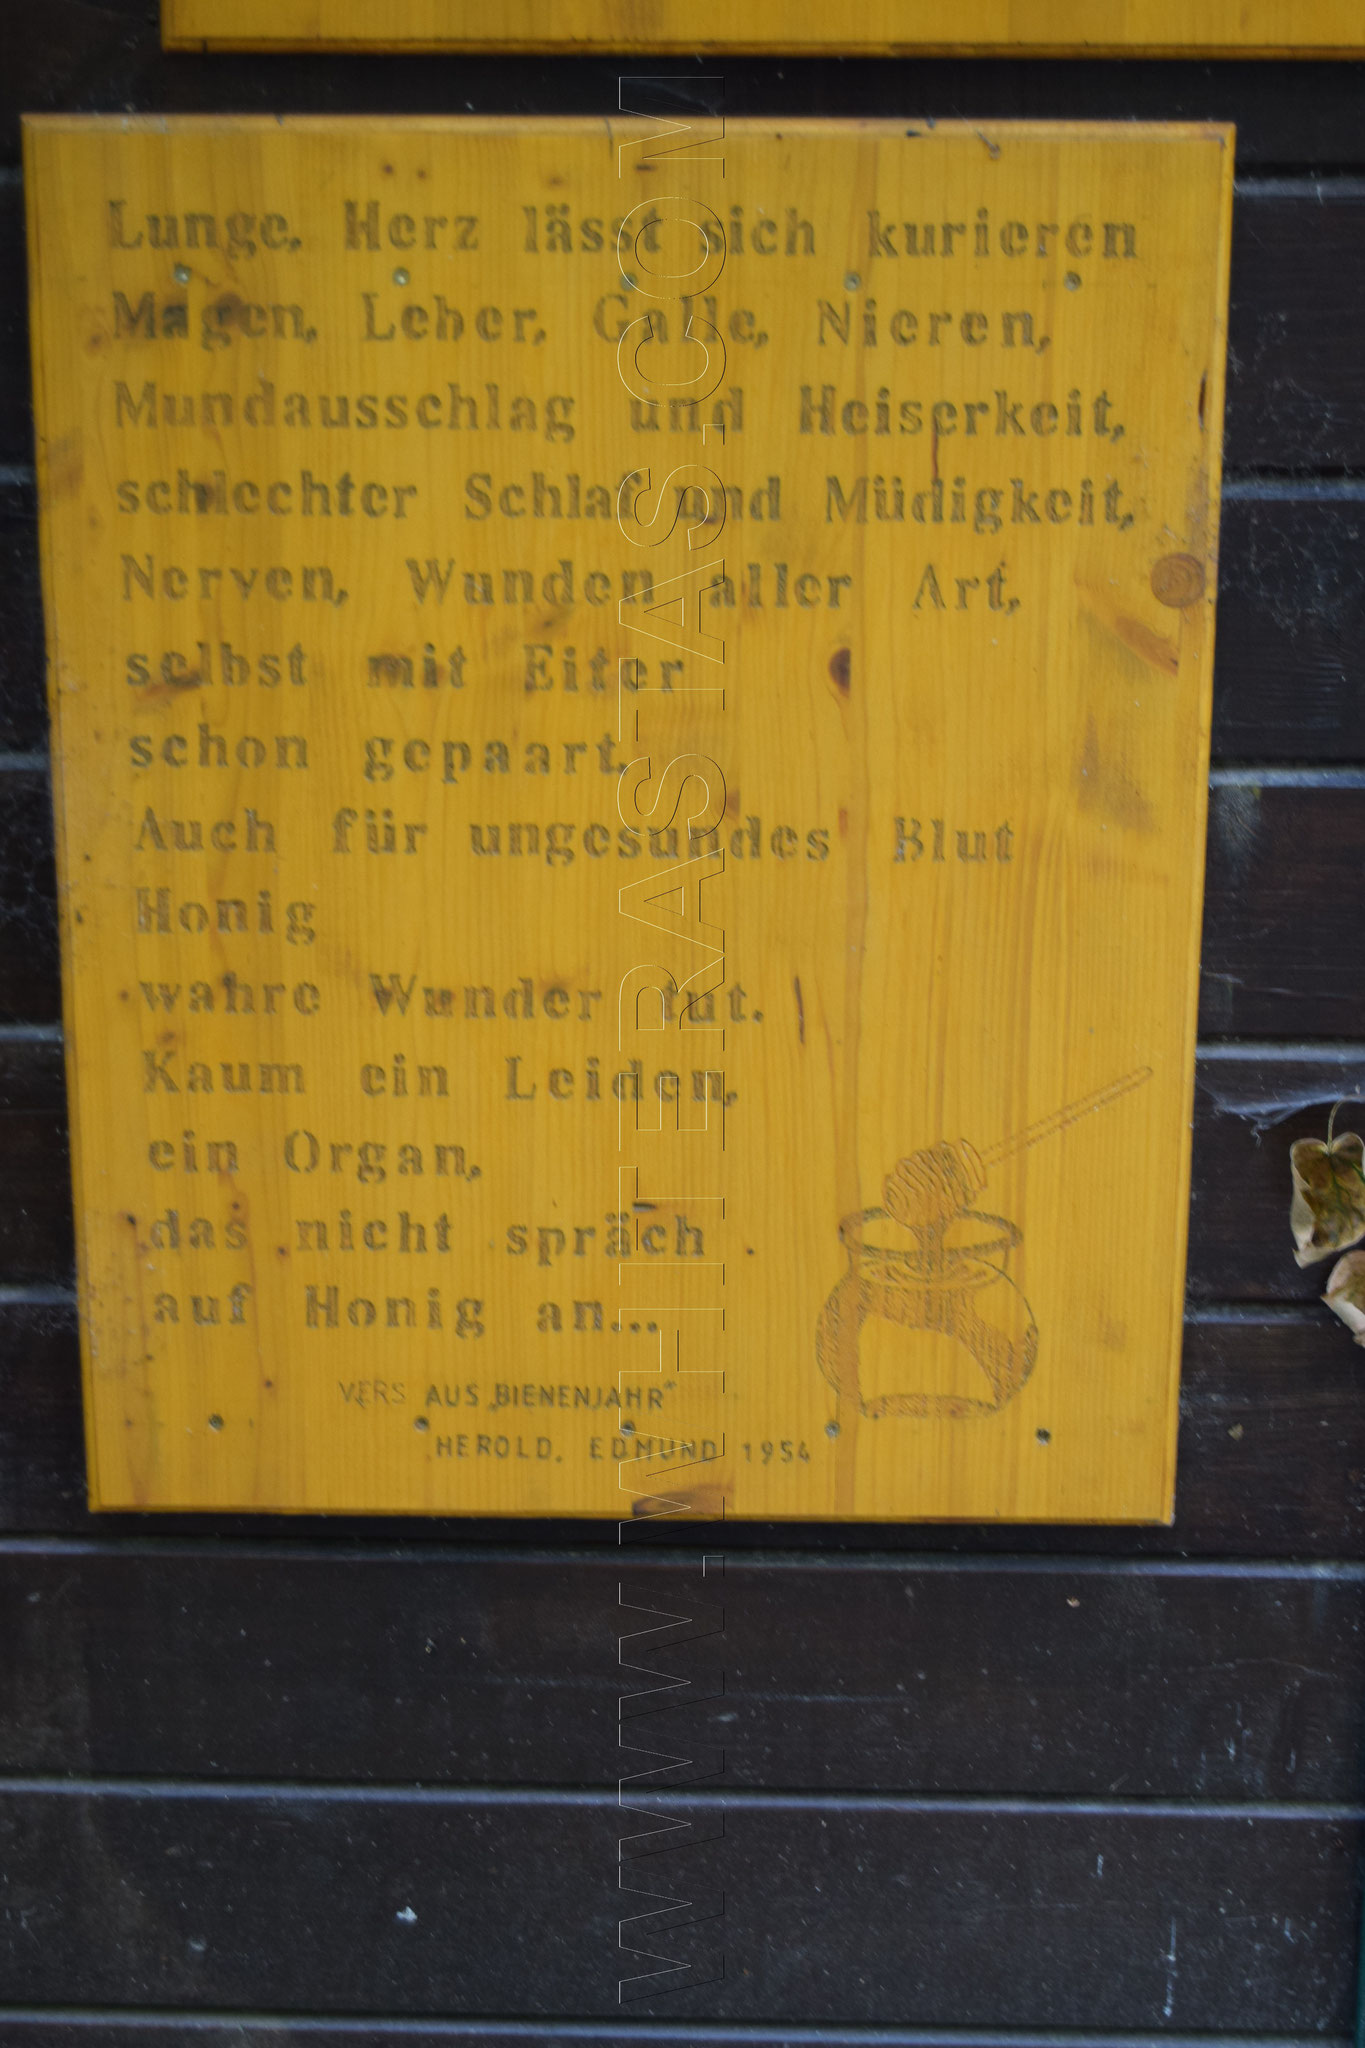 Lunge, Herz lässt sich kurieren
Magen, Leber, Galle, Nieren,
Mundausschlag und Heiserkeit,
schlechter Schlaf und Müdigkeit,
Nerven, Wunden aller Art,
selbst mit Eiter
schon gepaart.
Auch für ungesundes Blut
Honig
wahre Wunder tut.
Kaum ein Leiden,
ein Organ,
das nicht spräch
auf Honig an...
VERS AUS „BIENENJAHR“
HEROLD, EDMUND 1954
WWW.WHITERASTAS.COM